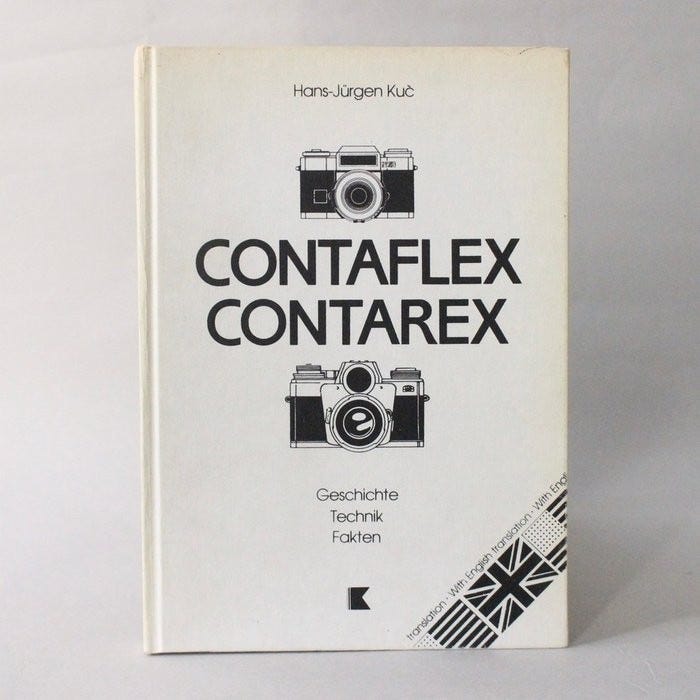 Hans-Jürgen Kuč
CONTAFLEX
CONTAREX
e
Geschichte
Technik
Fakten
K
translation · With English translation · With Engl